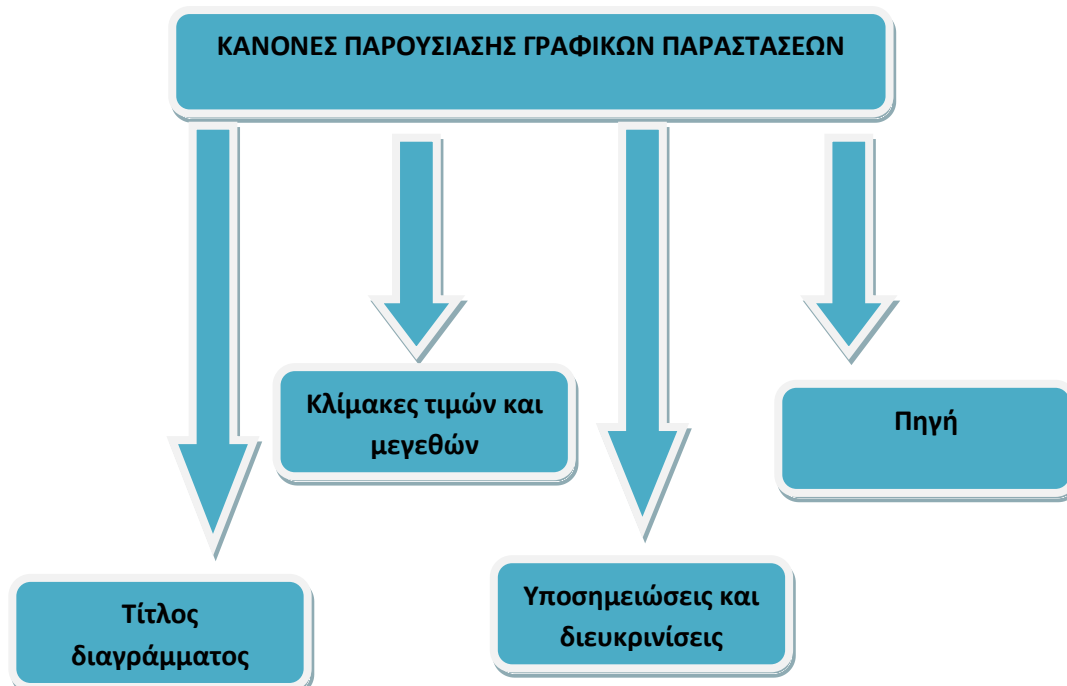 ΚΑΝΟΝΕΣ ΠΑΡΟΥΣΙΑΣΗΣ ΓΡΑΦΙΚΩΝ ΠΑΡΑΣΤΑΣΕΩΝ
Κλίμακες τιμών και
μεγεθών
Πηγή
Τίτλος
διαγράμματος
Υποσημειώσεις και
διευκρινίσεις